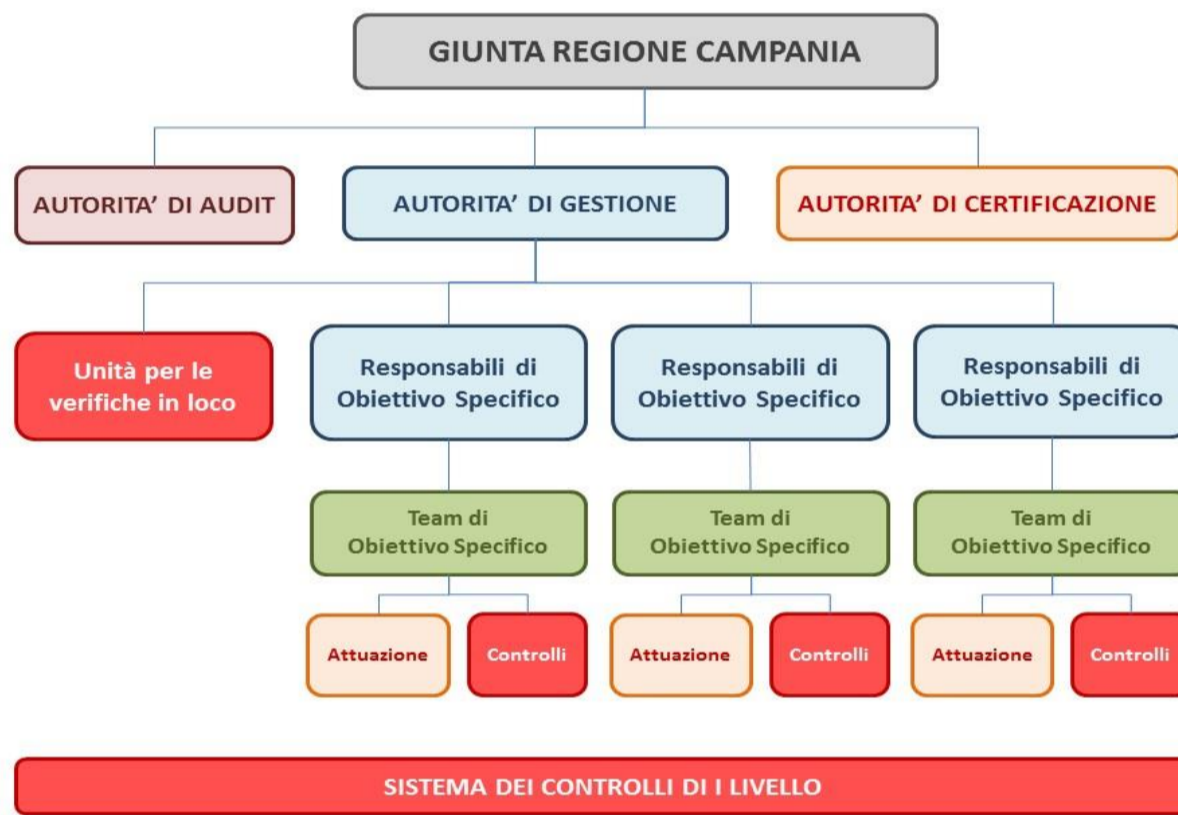 GIUNTA REGIONE CAMPANIA
AUTORITA’ DI AUDIT
AUTORITA’ DI GESTIONE
AUTORITA’ DI CERTIFICAZIONE
Unità per le
verifiche in loco
Responsabili di
Obiettivo Specifico
Responsabili di
Obiettivo Specifico
Responsabili di
Obiettivo Specifico
Team di
Obiettivo Specifico
Team di
Obiettivo Specifico
Team di
Obiettivo Specifico
Attuazione
Controlli
Attuazione
Controlli
Attuazione
Controlli
SISTEMA DEI CONTROLLI DI I LIVELLO